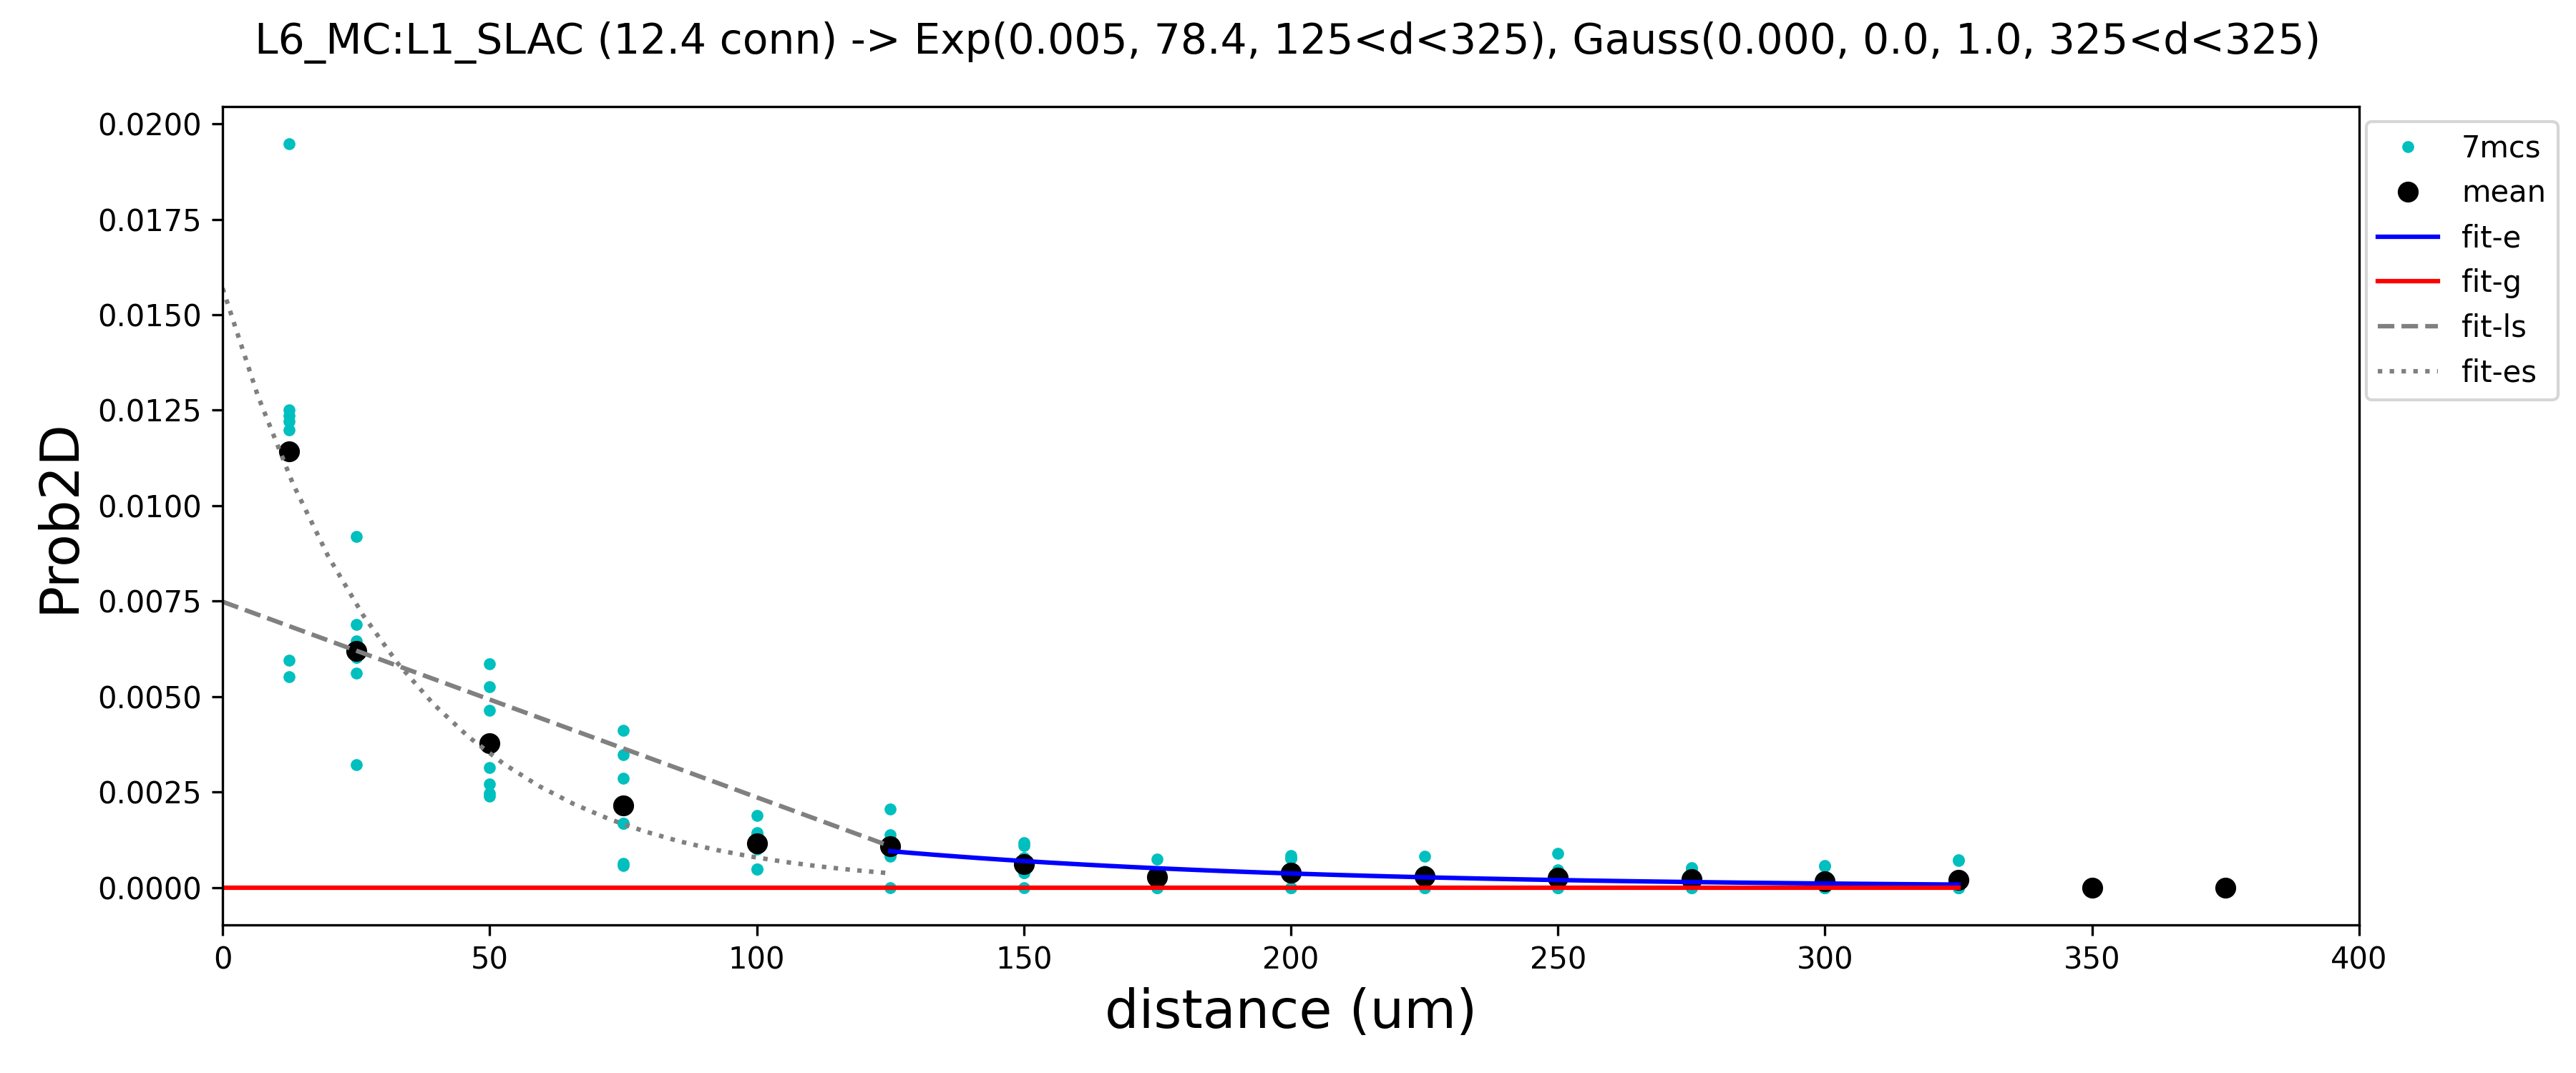 L6_MC:L1_SLAC (12.4 conn) -> Exp(0.005, 78.4, 125<d<325), Gauss(0.000, 0.0, 1.0, 325<d<325)
0.0200
0.0175
0.0150
0.0125
0.0100
0.0075
0.0050
0.0025
0.0000
Prob2D
0 50 100 150 200 250 300 350 400
distance (um)
7mcs
mean
fit-e
fit-g
fit-ls
fit-es